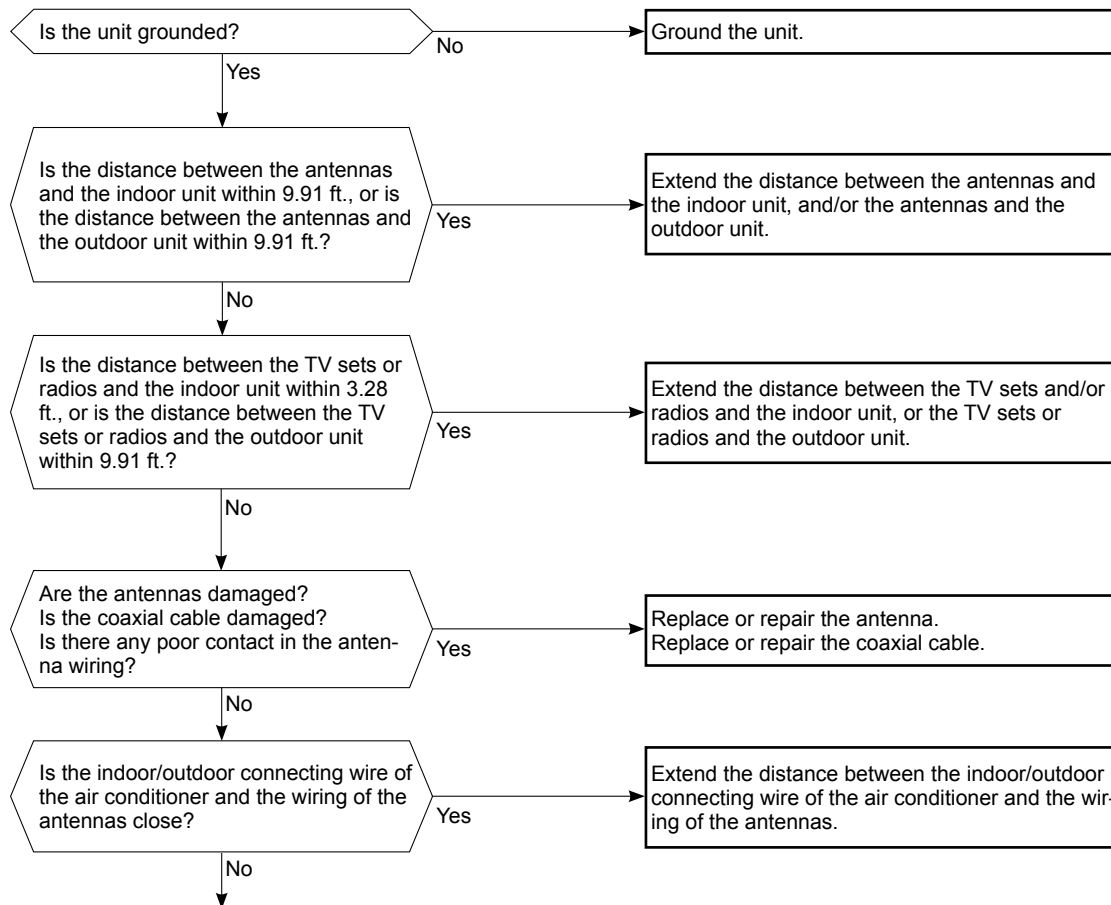 Is the unit grounded?
No
Ground the unit.
Yes
Is the distance between the antennas
and the indoor unit within 9.91 ft., or is
the distance between the antennas and
the outdoor unit within 9.91 ft.?
Yes
Extend the distance between the antennas and
the indoor unit, and/or the antennas and the
outdoor unit.
No
Is the distance between the TV sets or
radios and the indoor unit within 3.28
ft., or is the distance between the TV
sets or radios and the outdoor unit
within 9.91 ft.?
Yes
Extend the distance between the TV sets and/or
radios and the indoor unit, or the TV sets or
radios and the outdoor unit.
No
Are the antennas damaged?
Is the coaxial cable damaged?
Is there any poor contact in the anten-
na wiring?
Yes
Replace or repair the antenna.
Replace or repair the coaxial cable.
No
Is the indoor/outdoor connecting wire of
the air conditioner and the wiring of the
antennas close?
Yes
Extend the distance between the indoor/outdoor
connecting wire of the air conditioner and the wir-
ing of the antennas.
No